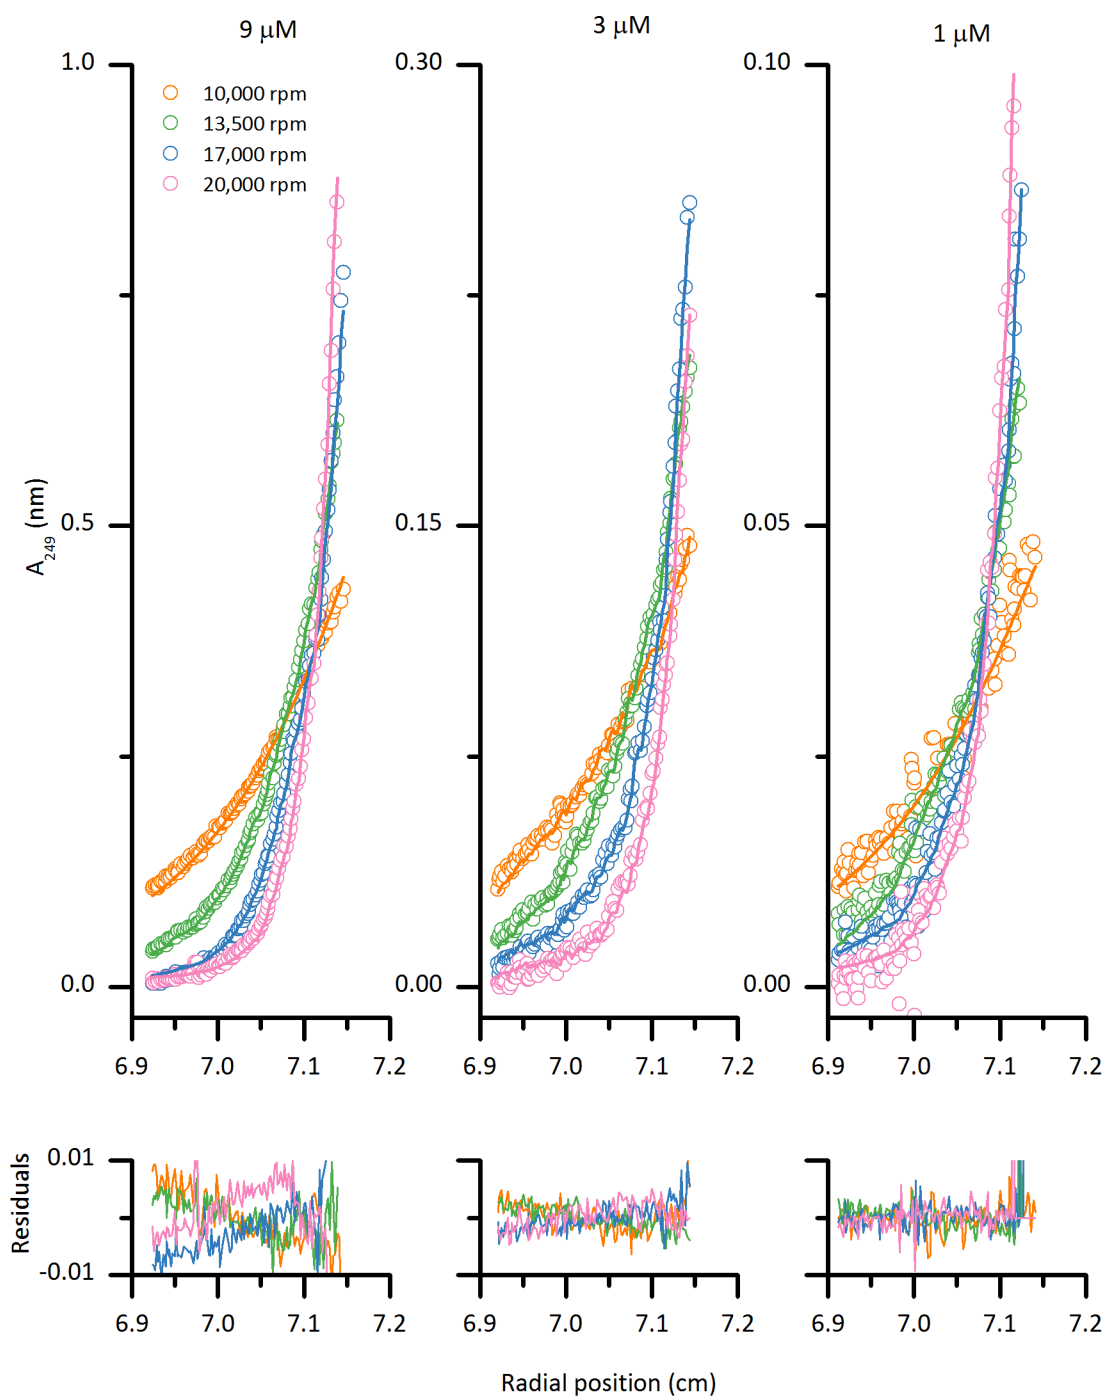 9 μM 3 μM 1 μM
1.0 0.30 0.10
10,000 rpm
13,500 rpm
17,000 rpm
20,000 rpm
A249 (nm)
0.5 0.15 0.05
0.0 0.00 0.00
6.9 7.0 7.1 7.2 6.9 7.0 7.1 7.2 6.9 7.0 7.1 7.2
Residuals
0.01
-0.01
6.9 7.0 7.1 7.2 6.9 7.0 7.1 7.2 6.9 7.0 7.1 7.2
Radial position (cm)